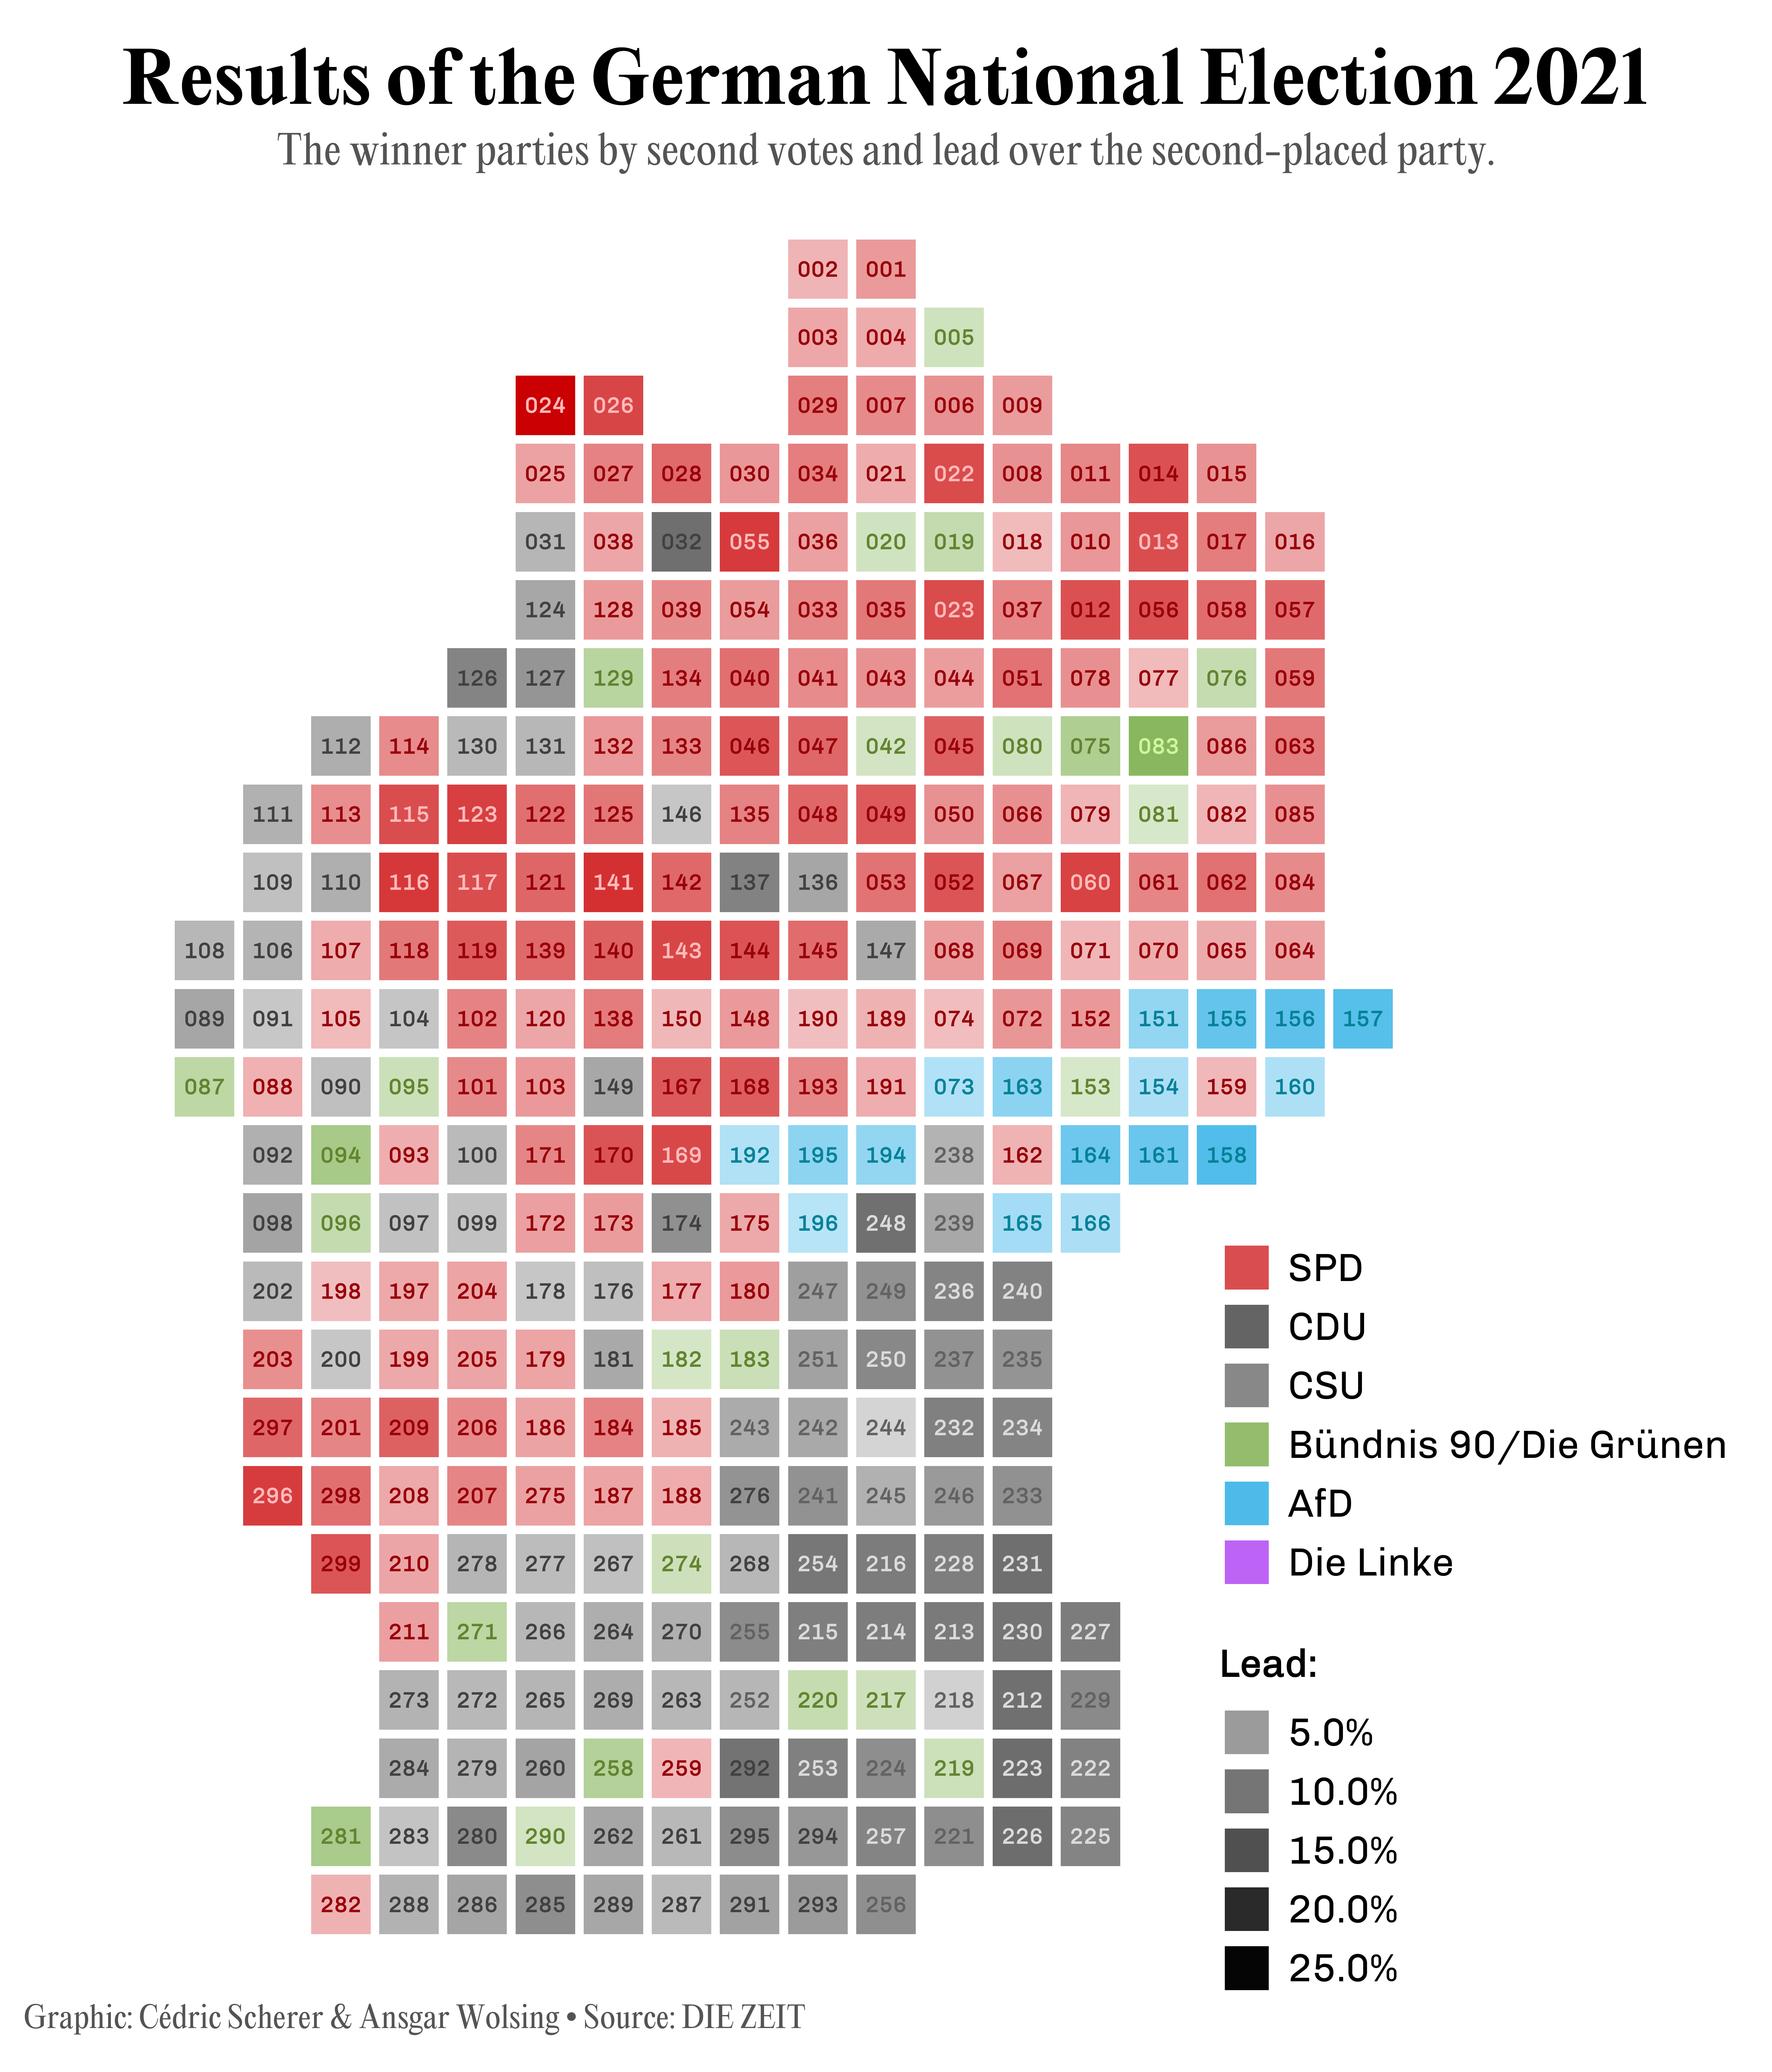 Results of the German National Election 2021
The winner parties by second votes and lead over the second-placed party.
002 001
003 004 005
024 026 029 007 006 009
025 027 028 030 034 021 022 008 011 014 015
031 038 032 055 036 020 019 018 010 013 017 016
124 128 039 054 033 035 023 037 012 056 058 057
126 127 129 134 040 041 043 044 051 078 077 076 059
112 114 130 131 132 133 046 047 042 045 080 075 083 086 063
111 113 115 123 122 125 146 135 048 049 050 066 079 081 082 085
109 110 116 117 121 141 142 137 136 053 052 067 060 061 062 084
108 106 107 118 119 139 140 143 144 145 147 068 069 071 070 065 064
089 091 105 104 102 120 138 150 148 190 189 074 072 152 151 155 156 157
087 088 090 095 101 103 149 167 168 193 191 073 163 153 154 159 160
092 094 093 100 171 170 169 192 195 194 238 162 164 161 158
098 096 097 099 172 173 174 175 196 248 239 165 166
202 198 197 204 178 176 177 180 247 249 236 240
203 200 199 205 179 181 182 183 251 250 237 235
297 201 209 206 186 184 185 243 242 244 232 234
296 298 208 207 275 187 188 276 241 245 246 233
299 210 278 277 267 274 268 254 216 228 231
211 271 266 264 270 255 215 214 213 230 227
273 272 265 269 263 252 220 217 218 212 229
284 279 260 258 259 292 253 224 219 223 222
281 283 280 290 262 261 295 294 257 221 226 225
282 288 286 285 289 287 291 293 256
SPD
CDU
CSU
Bündnis 90/Die Grünen
AfD
Die Linke
Lead:
5.0%
10.0%
15.0%
20.0%
25.0%
Graphic: Cédric Scherer & Ansgar Wolsing • Source: DIE ZEIT